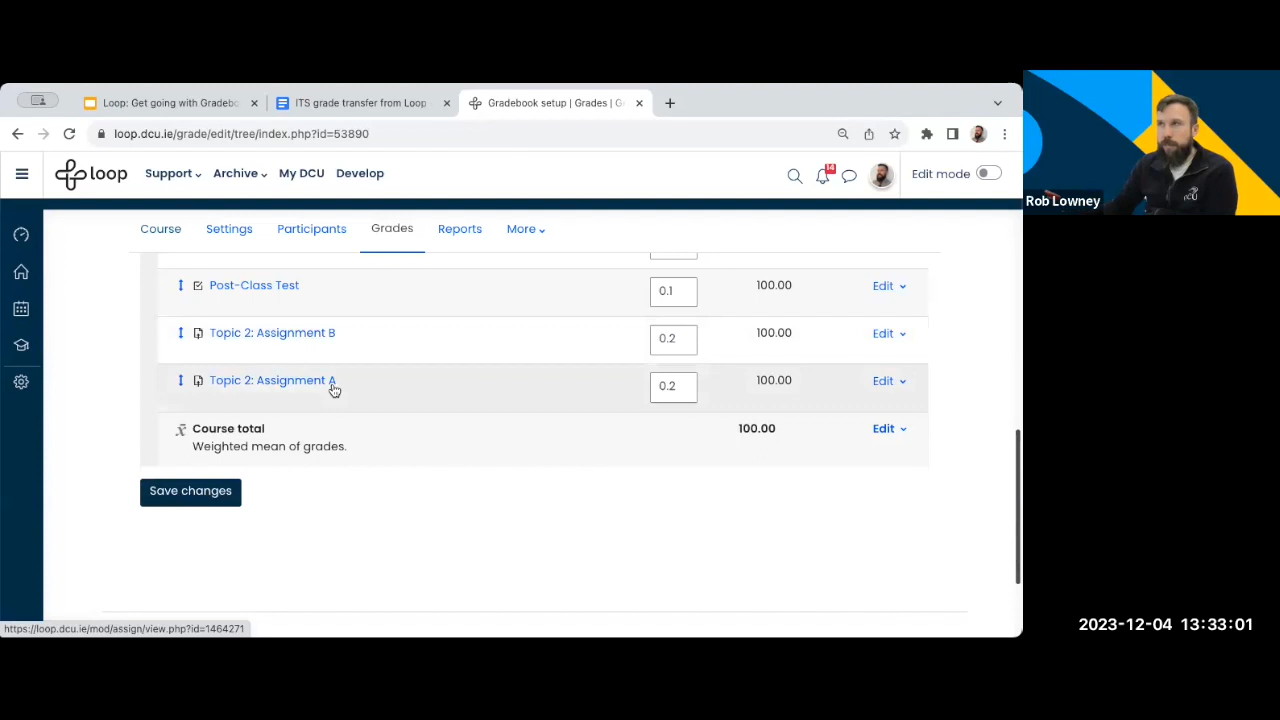 Loop: Get going with Gradebo
ITS grade transfer from Loop
Gradebook setup | Grades | G
loop.dcu.ie/grade/edit/tree/index.php?id=53890
loop
Support
Archive
My DCU
Develop
14
Edit mode
Rob Lowney
Course
Settings
Participants
Grades
Reports
More
Post-Class Test
0.1
100.00
Edit
Topic 2: Assignment B
0.2
100.00
Edit
Topic 2: Assignment A
0.2
100.00
Edit
Course total
100.00
Edit
Weighted mean of grades.
Save changes
https://loop.dcu.ie/mod/assign/view.php?id=1464271
2023-12-04 13:33:01